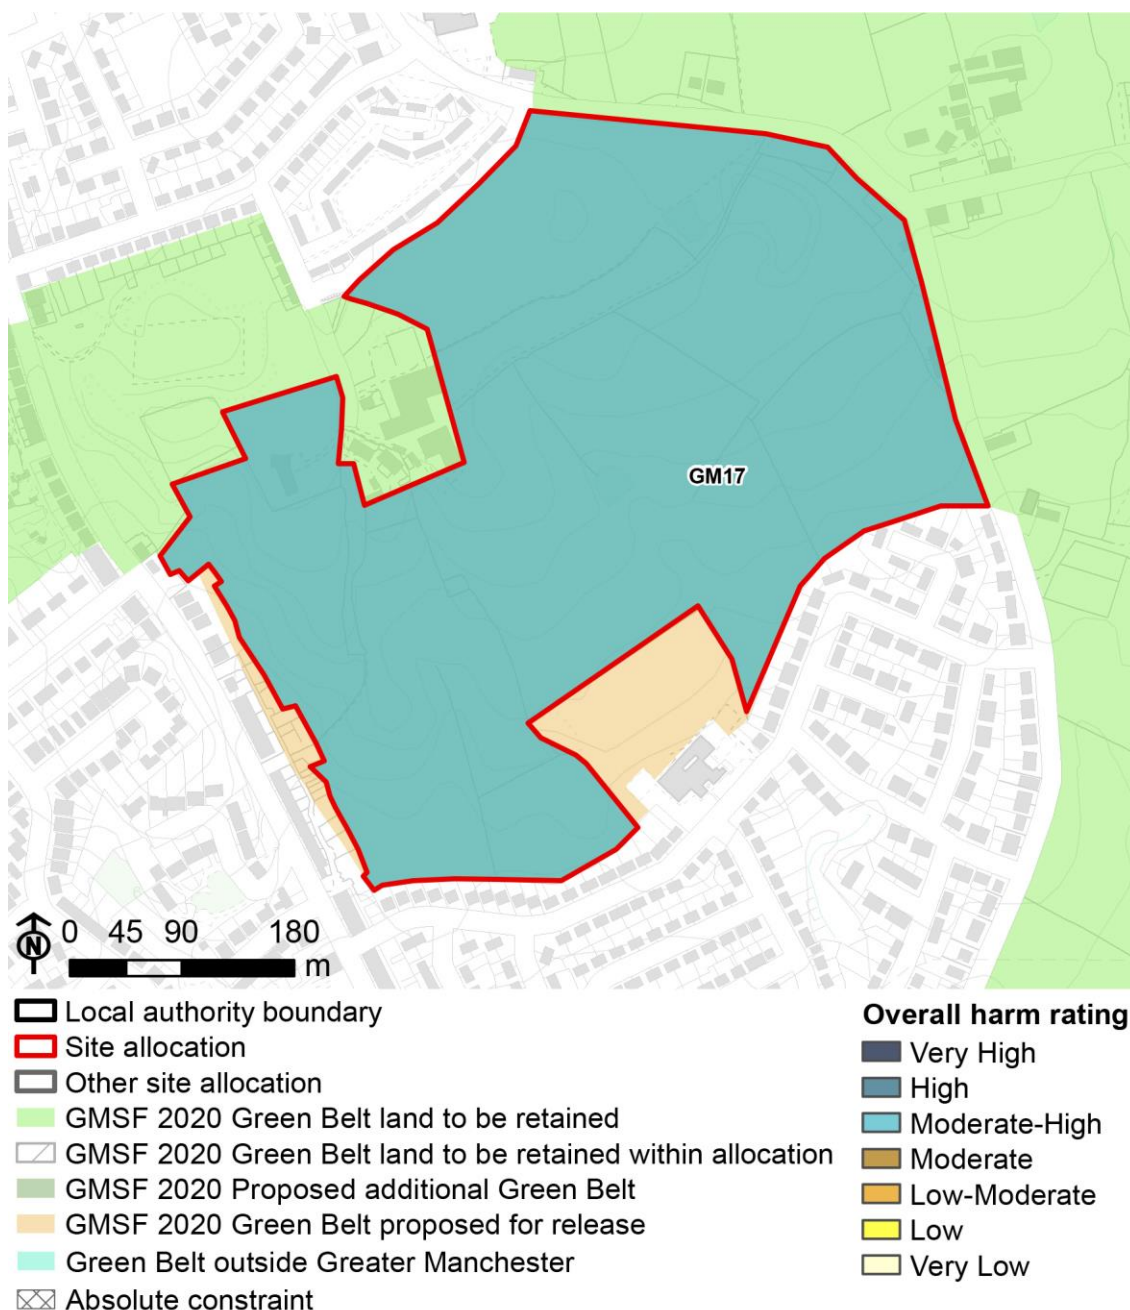 GM17
N
0 45 90 180
m
Local authority boundary
Site allocation
Other site allocation
GMSF 2020 Green Belt land to be retained
GMSF 2020 Green Belt land to be retained within allocation
GMSF 2020 Proposed additional Green Belt
GMSF 2020 Green Belt proposed for release
Green Belt outside Greater Manchester
Absolute constraint
Overall harm rating
Very High
High
Moderate-High
Moderate
Low-Moderate
Low
Very Low